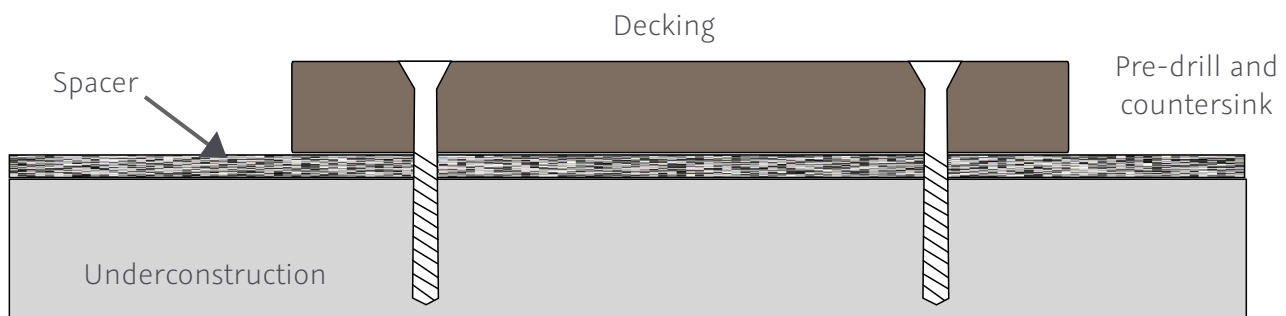 Decking
Spacer
Pre-drill and
countersink
Underconstruction